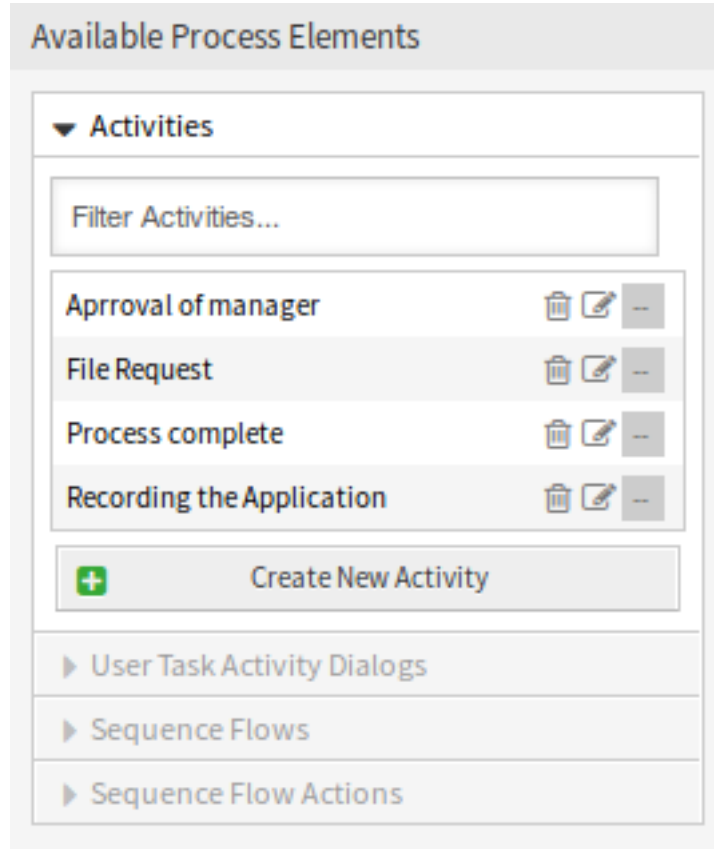 Available Process Elements
Activities
Filter Activities...
Aprroval of manager
--
File Request
--
Process complete
--
Recording the Application
--
Create New Activity
User Task Activity Dialogs
Sequence Flows
Sequence Flow Actions